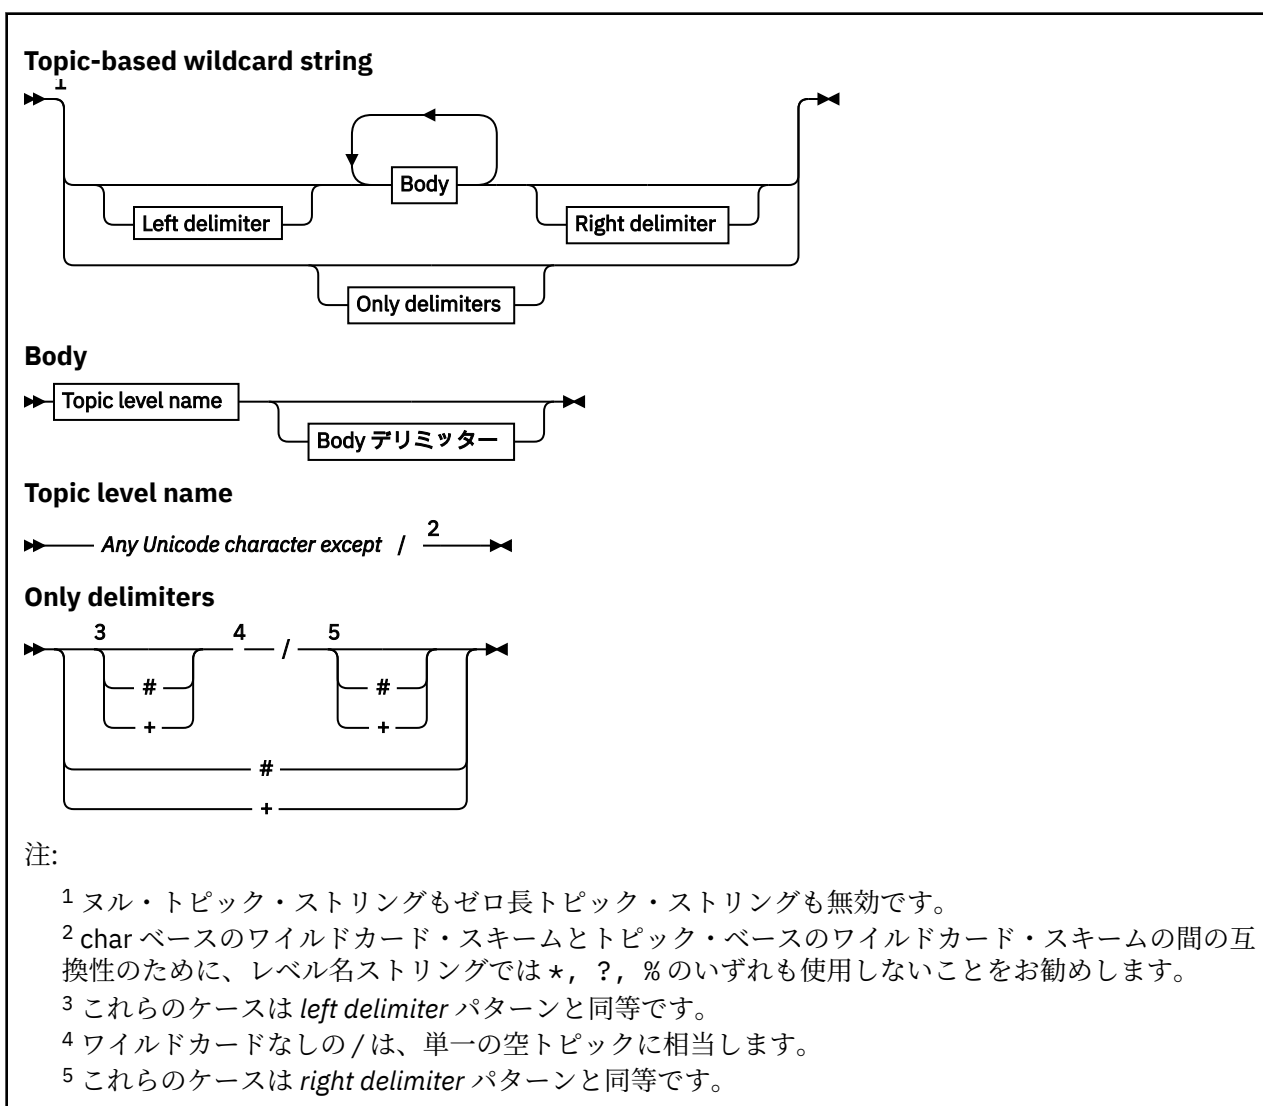 Topic-based wildcard string
1
Body
Left delimiter
Right delimiter
Only delimiters
Body
Topic level name
Body デリミッター
Topic level name
Any Unicode character except / 2
Only delimiters
3 4 / 5
# #
+ +
#
+
注:
1 ヌル・トピック・ストリングもゼロ長トピック・ストリングも無効です。
2 char ベースのワイルドカード・スキームとトピック・ベースのワイルドカード・スキームの間の互
換性のために、レベル名ストリングでは *, ?, % のいずれも使用しないことをお勧めします。
3 これらのケースは left delimiter パターンと同等です。
4 ワイルドカードなしの / は、単一の空トピックに相当します。
5 これらのケースは right delimiter パターンと同等です。